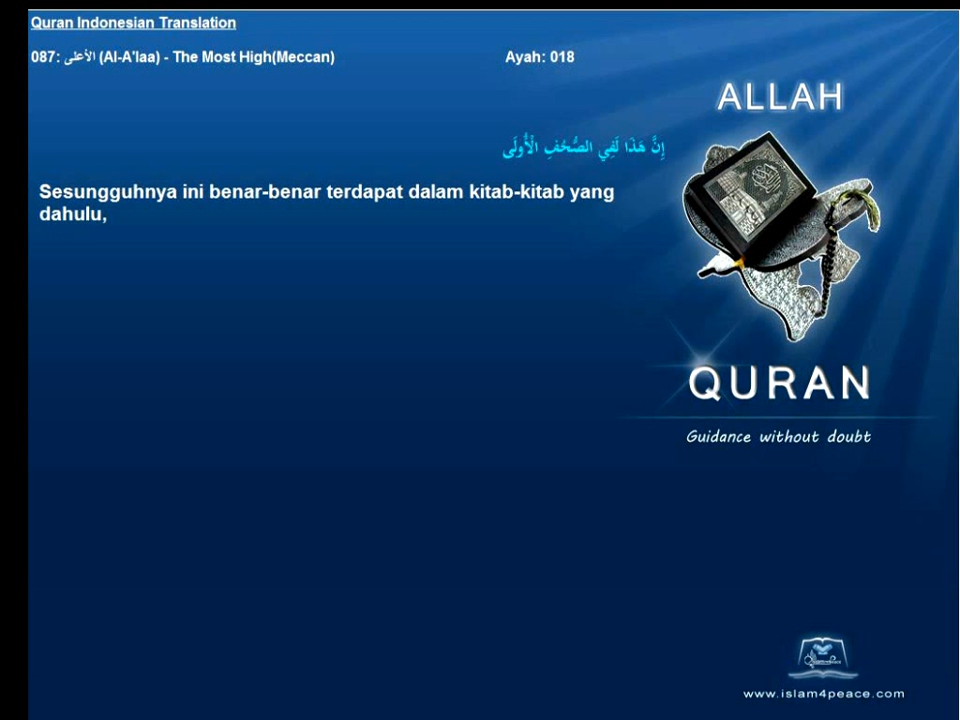 Quran Indonesian Translation
087: الأعلى (Al-A'laa) - The Most High(Meccan) Ayah: 018
ALLAH
إِنَّ هَذَا لَفِي الصُّحُفِ الْأُولَى
Sesungguhnya ini benar-benar terdapat dalam kitab-kitab yang
dahulu,
QURAN
Guidance without doubt
www.islam4peace.com